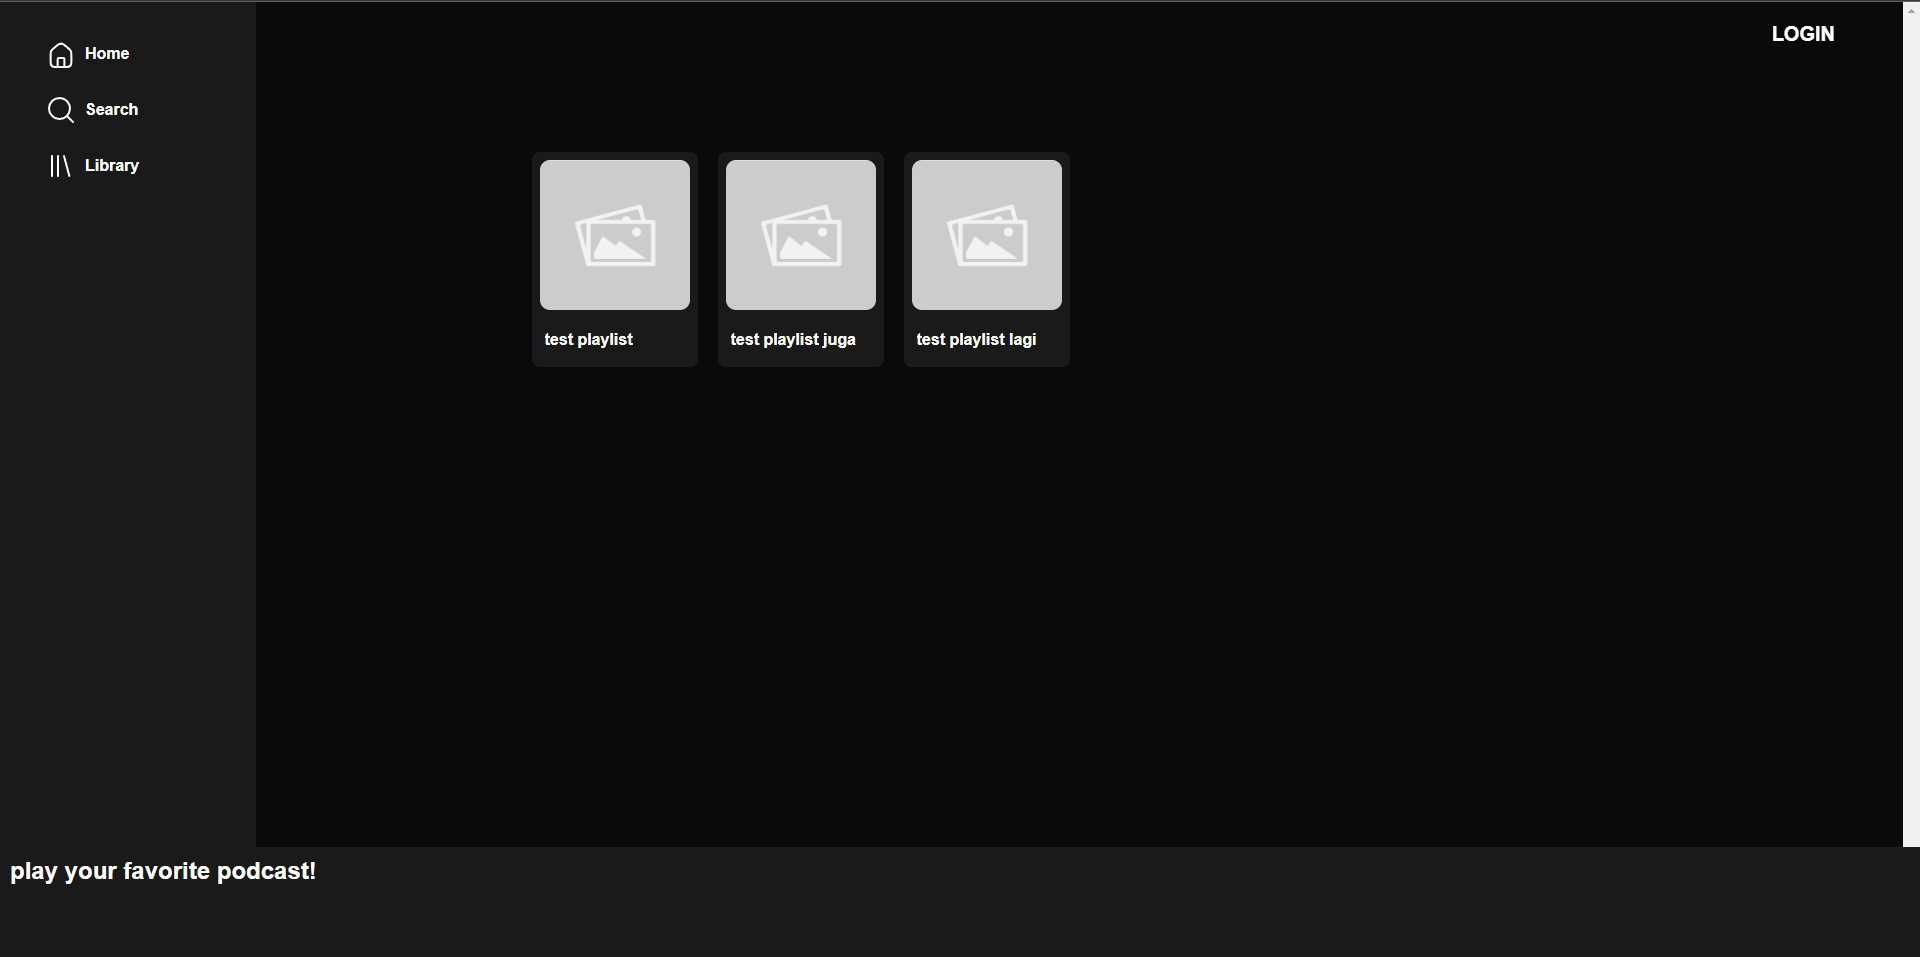 Home
Search
Library
LOGIN
test playlist
test playlist juga
test playlist lagi
play your favorite podcast!